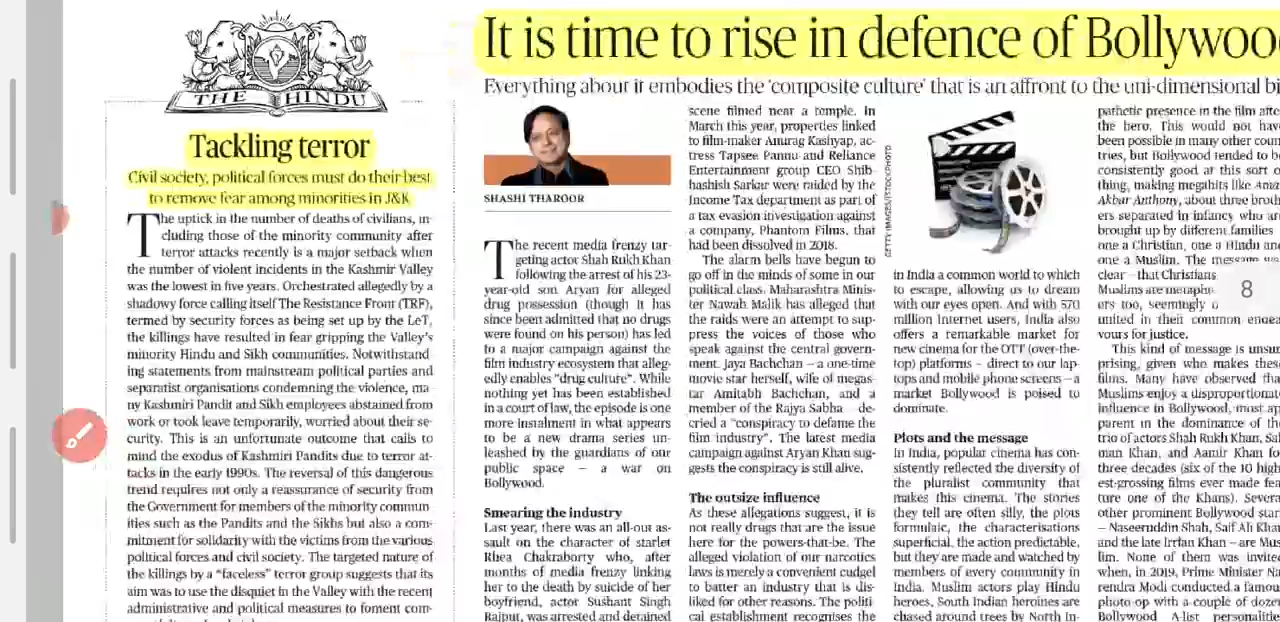 THE HINDU
Tackling terror
Civil society, political forces must do their best
to remove fear among minorities in J&K
The uptick in the number of deaths of civilians, in-
cluding those of the minority community after
terror attacks recently is a major setback when
the number of violent incidents in the Kashmir Valley
was the lowest in five years. Orchestrated allegedly by a
shadowy force calling itself The Resistance Front (TRF),
termed by security forces as being set up by the LeT,
the killings have resulted in fear gripping the Valley's
minority Hindu and Sikh communities. Notwithstand-
ing statements from mainstream political parties and
separatist organisations condemning the violence, ma-
ny Kashmiri Pandit and Sikh employees abstained from
work or took leave temporarily, worried about their se-
curity. This is an unfortunate outcome that calls to
mind the exodus of Kashmiri Pandits due to terror at-
tacks in the early 1990s. The reversal of this dangerous
trend requires not only a reassurance of security from
the Government for members of the minority commun-
ities such as the Pandits and the Sikhs but also a com-
mitment for solidarity with the victims from the various
political forces and civil society. The targeted nature of
the killings by a "faceless" terror group suggests that its
aim was to use the disquiet in the Valley with the recent
administrative and political measures to foment com-
It is time to rise in defence of Bollywoo
Everything about it embodies the 'composite culture' that is an affront to the uni-dimensional bi
SHASHI THAROOR
The recent media frenzy tar-
geting actor Shah Rukh Khan
following the arrest of his 23-
year-old son Aryan for alleged
drug possession (though it has
since been admitted that no drugs
were found on his person) has led
to a major campaign against the
film industry ecosystem that alleg-
edly enables "drug culture". While
nothing yet has been established
in a court of law, the episode is one
more instalment in what appears
to be a new drama series un-
leashed by the guardians of our
public space – a war on
Bollywood.
Smearing the industry
Last year, there was an all-out as-
sault on the character of starlet
Rhea Chakraborty who, after
months of media frenzy linking
her to the death by suicide of her
boyfriend, actor Sushant Singh
Rajput, was arrested and detained
scene filmed near a temple. In
March this year, properties linked
to film-maker Anurag Kashyap, ac-
tress Tapsee Pannu and Reliance
Entertainment group CEO Shib-
hashish Sarkar were raided by the
Income Tax department as part of
a tax evasion investigation against
a company, Phantom Films, that
had been dissolved in 2018.
The alarm bells have begun to
go off in the minds of some in our
political class. Maharashtra Minis-
ter Nawab Malik has alleged that
the raids were an attempt to sup-
press the voices of those who
speak against the central govern-
ment. Jaya Bachchan – a one-time
movie star herself, wife of megas-
tar Amitabh Bachchan, and a
member of the Rajya Sabha – de-
cried a "conspiracy to defame the
film industry". The latest media
campaign against Aryan Khan sug-
gests the conspiracy is still alive.
The outsize influence
As these allegations suggest, it is
not really drugs that are the issue
here for the powers-that-be. The
alleged violation of our narcotics
laws is merely a convenient cudgel
to batter an industry that is dis-
liked for other reasons. The politi-
cal establishment recognises the
GETTY IMAGES/ISTOCKPHOTO
in India a common world to which
to escape, allowing us to dream
with our eyes open. And with 570
million Internet users, India also
offers a remarkable market for
new cinema for the OTT (over-the-
top) platforms – direct to our lap-
tops and mobile phone screens – a
market Bollywood is poised to
dominate.
Plots and the message
In India, popular cinema has con-
sistently reflected the diversity of
the pluralist community that
makes this cinema. The stories
they tell are often silly, the plots
formulaic, the characterisations
superficial, the action predictable,
but they are made and watched by
members of every community in
India. Muslim actors play Hindu
heroes, South Indian heroines are
chased around trees by North In-
pathetic presence in the film afte
the hero. This would not have
been possible in many other coun
tries, but Bollywood tended to be
consistently good at this sort o
thing, making megahits like Amar
Akbar Anthony, about three broth
ers separated in infancy who are
brought up by different families
one a Christian, one a Hindu and
one a Muslim. The message was
clear – that Christians
Muslims are metapho
ers too, seemingly
united in their common endea
vours for justice.
This kind of message is unsur
prising, given who makes these
films. Many have observed that
Muslims enjoy a disproportionate
influence in Bollywood, most ap
parent in the dominance of the
trio of actors Shah Rukh Khan, Sal
man Khan, and Aamir Khan for
three decades (six of the 10 high
est-grossing films ever made fea
ture one of the Khans). Several
other prominent Bollywood stars
– Naseeruddin Shah, Saif Ali Khan
and the late Irrfan Khan – are Mus
lim. None of them was invited
when, in 2019, Prime Minister Na
rendra Modi conducted a famous
photo-op with a couple of dozen
Bollywood A-list personalitie
8